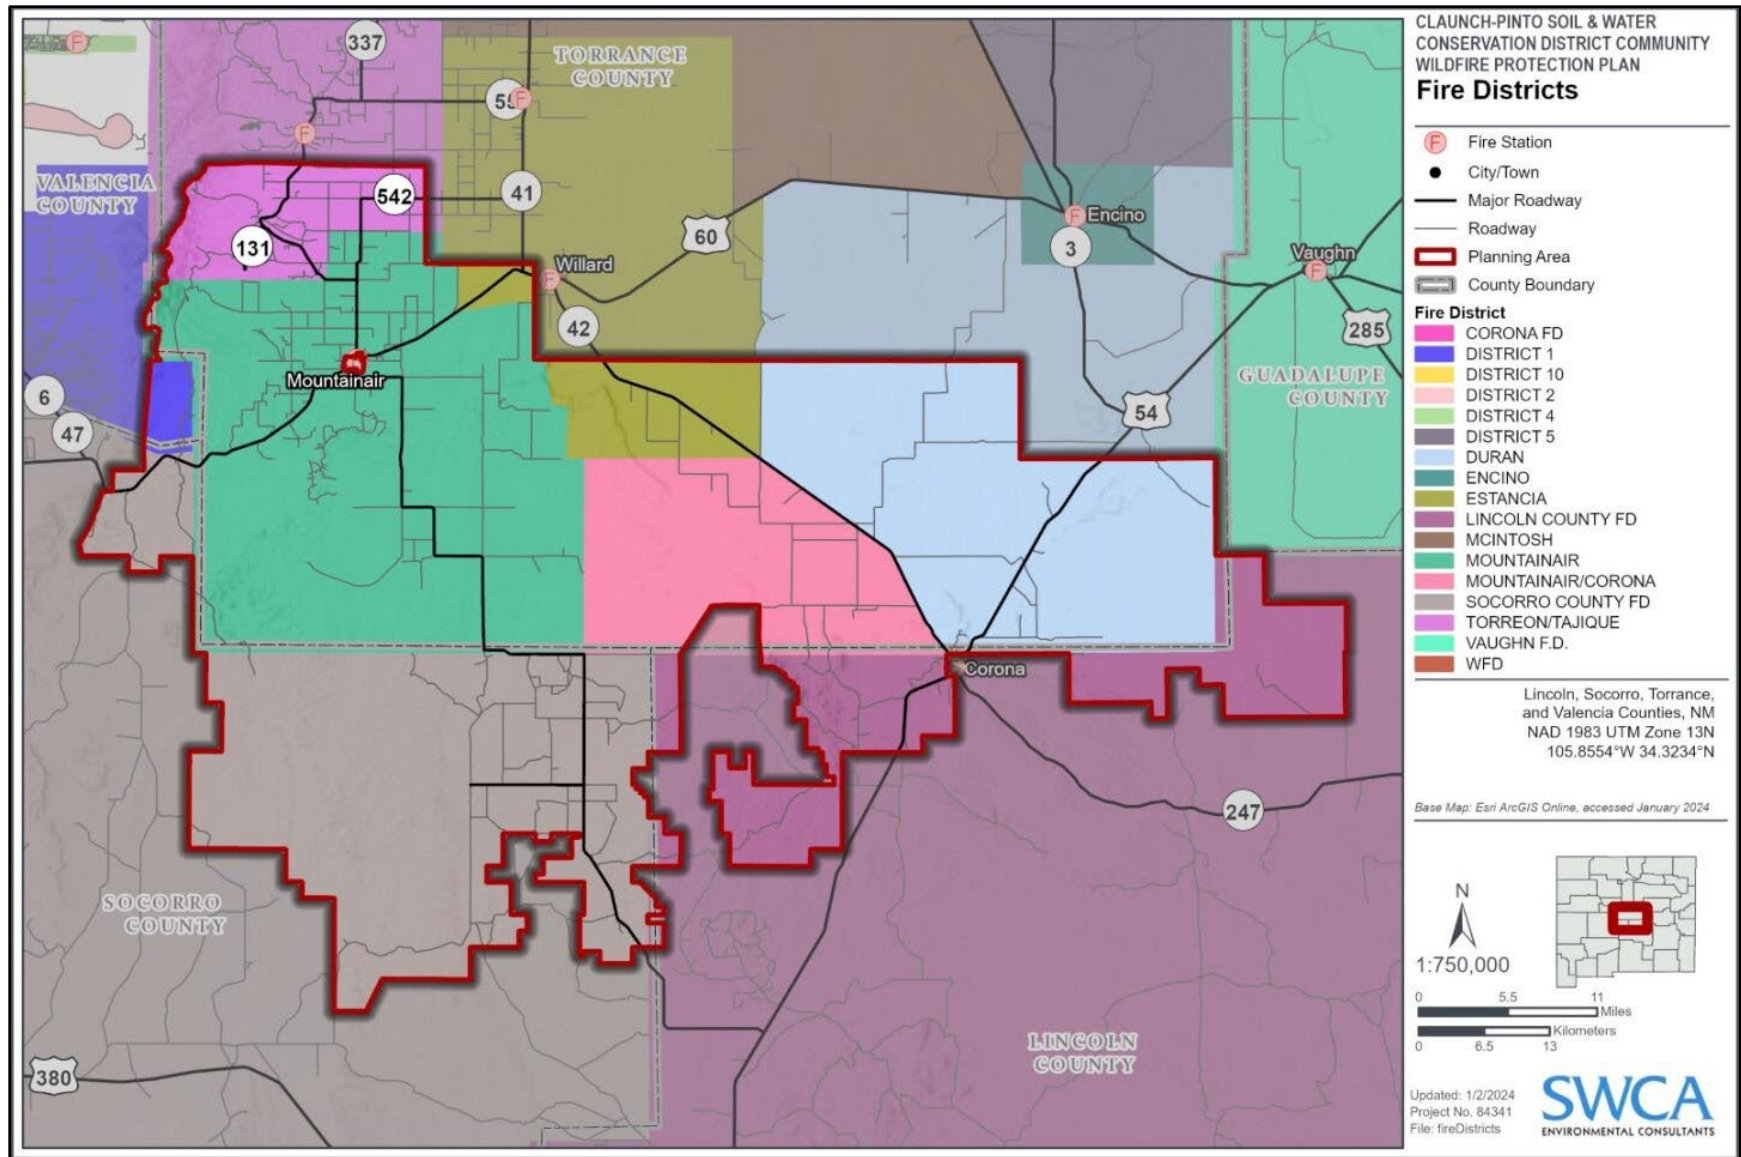 337
TORRANCE
COUNTY
55
F
F
F
VALENCIA
COUNTY
542
41
131
60
F
Encino
3
Willard
F
Vaughn
F
42
285
Mountainair
GUADALUPE
COUNTY
6
47
54
Corona
247
SOCORRO
COUNTY
LINCOLN
COUNTY
380
CLAUNCH-PINTO SOIL & WATER
CONSERVATION DISTRICT COMMUNITY
WILDFIRE PROTECTION PLAN
Fire Districts
F Fire Station
City/Town
Major Roadway
Roadway
Planning Area
County Boundary
Fire District
CORONA FD
DISTRICT 1
DISTRICT 10
DISTRICT 2
DISTRICT 4
DISTRICT 5
DURAN
ENCINO
ESTANCIA
LINCOLN COUNTY FD
MCINTOSH
MOUNTAINAIR
MOUNTAINAIR/CORONA
SOCORRO COUNTY FD
TORREON/TAJIQUE
VAUGHN F.D.
WFD
Lincoln, Socorro, Torrance,
and Valencia Counties, NM
NAD 1983 UTM Zone 13N
105.8554°W 34.3234°N
Base Map: Esri ArcGIS Online, accessed January 2024
N
1:750,000
0 5.5 11
Miles
Kilometers
0 6.5 13
Updated: 1/2/2024
Project No. 84341
File: fireDistricts
SWCA
ENVIRONMENTAL CONSULTANTS